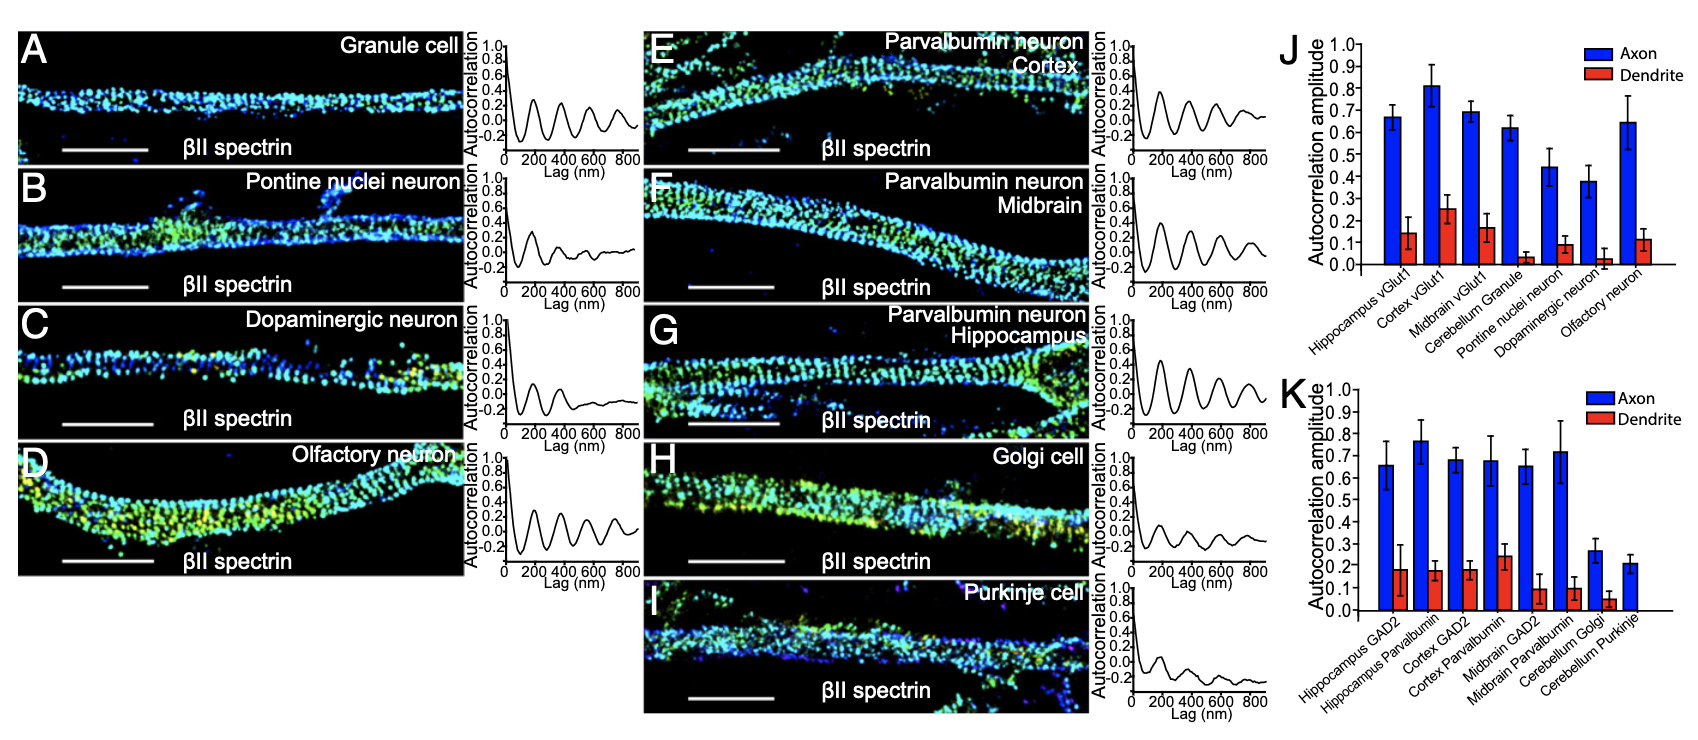 A
Granule cell
βII spectrin
Autocorrelation
1.0
0.8
0.6
0.4
0.2
0.0
-0.2
0 200 400 600 800
Lag (nm)
B
Pontine nuclei neuron
βII spectrin
Autocorrelation
1.0
0.8
0.6
0.4
0.2
0.0
-0.2
0 200 400 600 800
Lag (nm)
C
Dopaminergic neuron
βII spectrin
Autocorrelation
1.0
0.8
0.6
0.4
0.2
0.0
-0.2
0 200 400 600 800
Lag (nm)
D
Olfactory neuron
βII spectrin
Autocorrelation
1.0
0.8
0.6
0.4
0.2
0.0
-0.2
0 200 400 600 800
Lag (nm)
E
Parvalbumin neuron
Cortex
βII spectrin
Autocorrelation
1.0
0.8
0.6
0.4
0.2
0.0
-0.2
0 200 400 600 800
Lag (nm)
F
Parvalbumin neuron
Midbrain
βII spectrin
Autocorrelation
1.0
0.8
0.6
0.4
0.2
0.0
-0.2
0 200 400 600 800
Lag (nm)
G
Parvalbumin neuron
Hippocampus
βII spectrin
Autocorrelation
1.0
0.8
0.6
0.4
0.2
0.0
-0.2
0 200 400 600 800
Lag (nm)
H
Golgi cell
βII spectrin
Autocorrelation
1.0
0.8
0.6
0.4
0.2
0.0
-0.2
0 200 400 600 800
Lag (nm)
I
Purkinje cell
βII spectrin
Autocorrelation
1.0
0.8
0.6
0.4
0.2
0.0
-0.2
0 200 400 600 800
Lag (nm)
J
Autocorrelation amplitude
1.0
0.9
0.8
0.7
0.6
0.5
0.4
0.3
0.2
0.1
0.0
Axon
Dendrite
Hippocampus vGlut1
Cortex vGlut1
Midbrain vGlut1
Cerebellum Granule
Pontine nuclei neuron
Dopaminergic neuron
Olfactory neuron
K
Autocorrelation amplitude
1.0
0.9
0.8
0.7
0.6
0.5
0.4
0.3
0.2
0.1
0.0
Axon
Dendrite
Hippocampus GAD2
Hippocampus Parvalbumin
Cortex GAD2
Cortex Parvalbumin
Midbrain GAD2
Midbrain Parvalbumin
Cerebellum Golgi
Cerebellum Purkinje